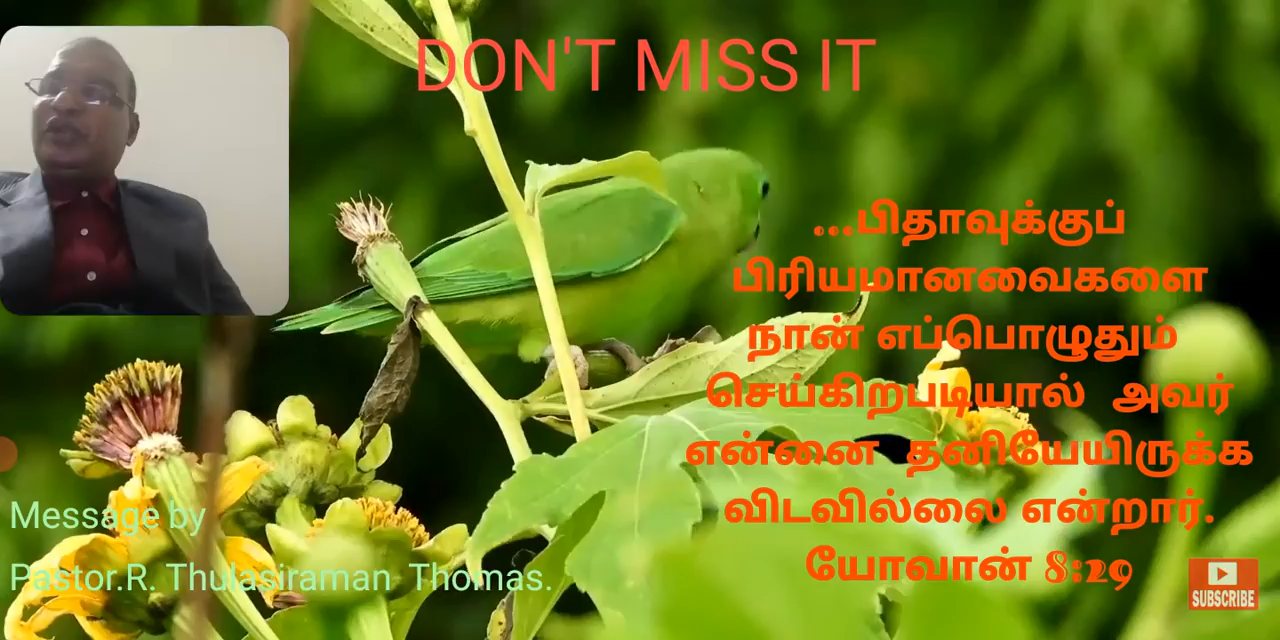 DON'T MISS IT
...பிதாவுக்குப்
பிரியமானவைகளை
நான் எப்பொழுதும்
செய்கிறபடியால் அவர்
என்னை தனியேயிருக்க
விடவில்லை என்றார்.
யோவான் 8:29
Message by
Pastor.R. Thulasiraman Thomas.
SUBSCRIBE